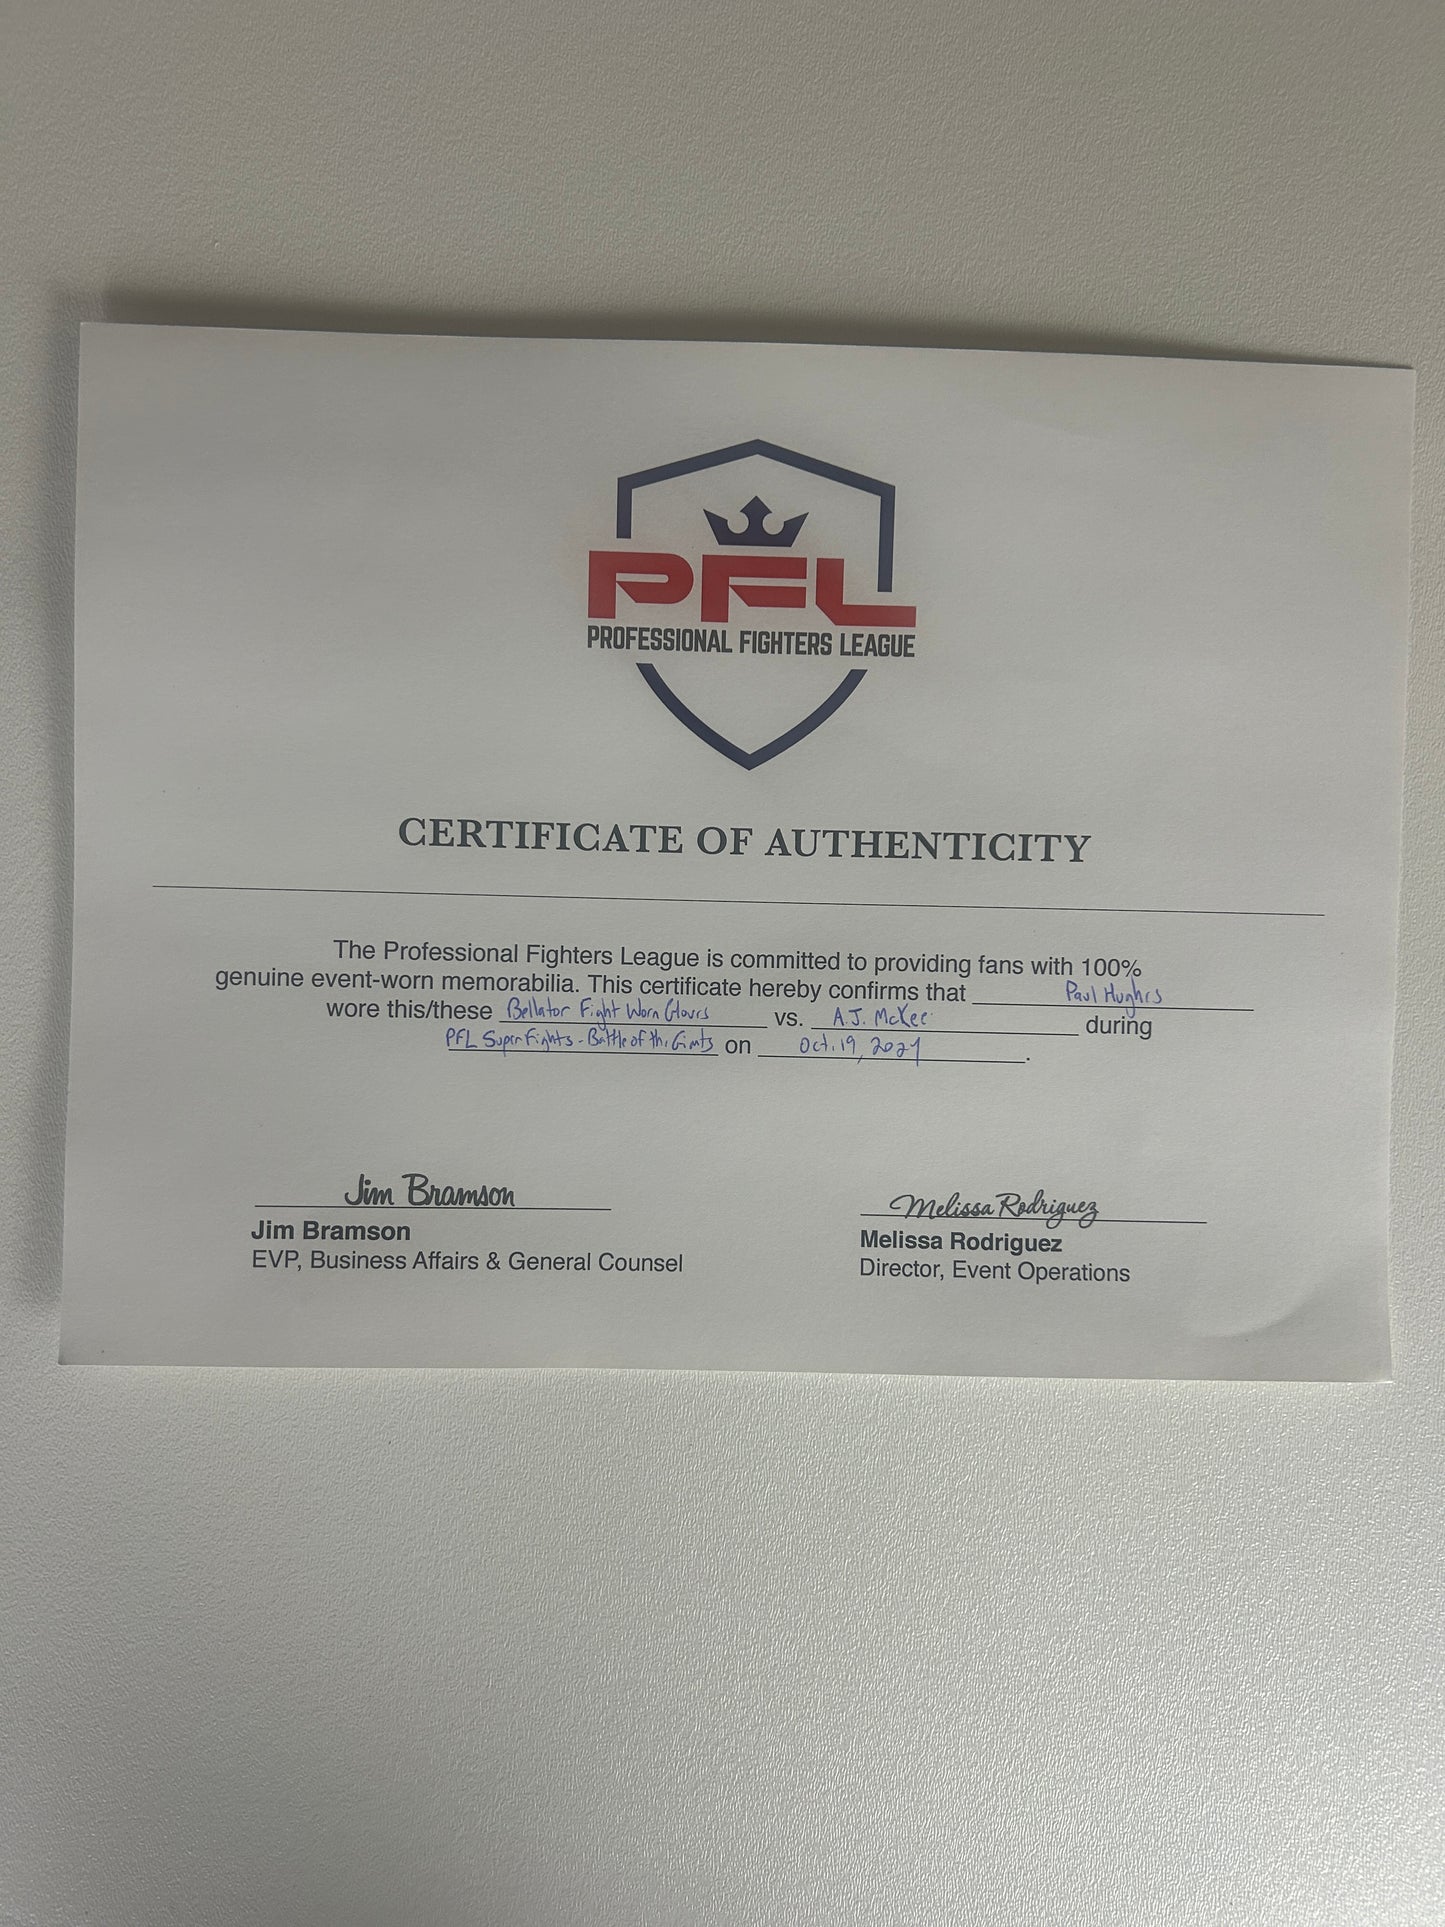 PFL
PROFESSIONAL FIGHTERS LEAGUE
CERTIFICATE OF AUTHENTICITY
The Professional Fighters League is committed to providing fans with 100%
genuine event-worn memorabilia. This certificate hereby confirms that Paul Hughes
wore this/these Bellator Fight Worn Gloves vs. A.J. McKee during
PFL Super Fights - Battle of the Giants on Oct. 19, 2024.
Jim Bramson
Melissa Rodriguez
Jim Bramson
Melissa Rodriguez
EVP, Business Affairs & General Counsel
Director, Event Operations